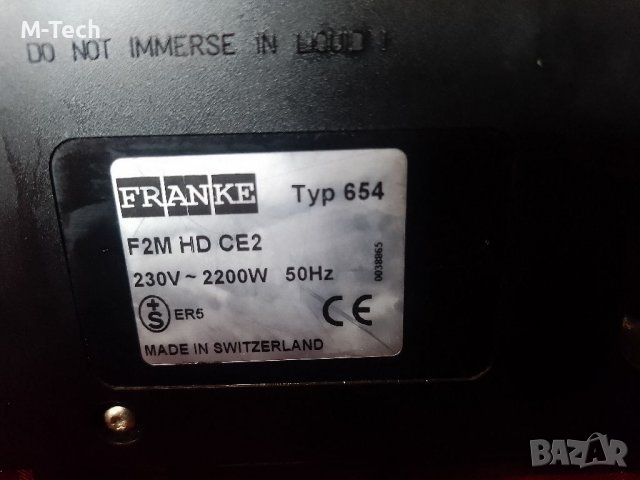 M-Tech
DO NOT IMMERSE IN LIQUID !
FRANKE Typ 654
F2M HD CE2
230V ~ 2200W 50Hz
0038865
+S ER5 CE
MADE IN SWITZERLAND
BAZAR